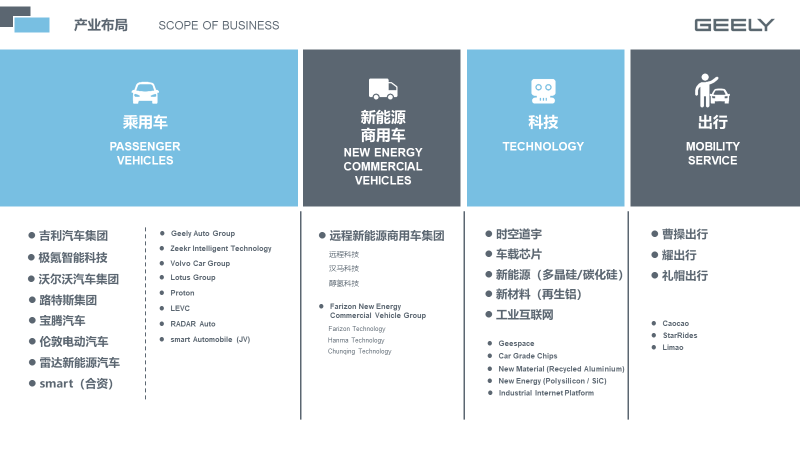 产业布局
SCOPE OF BUSINESS
GEELY
乘用车
PASSENGER
VEHICLES
新能源
商用车
NEW ENERGY
COMMERCIAL
VEHICLES
科技
TECHNOLOGY
出行
MOBILITY
SERVICE
吉利汽车集团
极氪智能科技
沃尔沃汽车集团
路特斯集团
宝腾汽车
伦敦电动汽车
雷达新能源汽车
smart（合资）
Geely Auto Group
Zeekr Intelligent Technology
Volvo Car Group
Lotus Group
Proton
LEVC
RADAR Auto
smart Automobile (JV)
远程新能源商用车集团
远程科技
汉马科技
醇氢科技
Farizon New Energy
Commercial Vehicle Group
Farizon Technology
Hanma Technology
Chunqing Technology
时空道宇
车载芯片
新能源（多晶硅/碳化硅）
新材料（再生铝）
工业互联网
Geespace
Car Grade Chips
New Material (Recycled Aluminium)
New Energy (Polysilicon / SiC)
Industrial Internet Platform
曹操出行
耀出行
礼帽出行
Caocao
StarRides
Limao